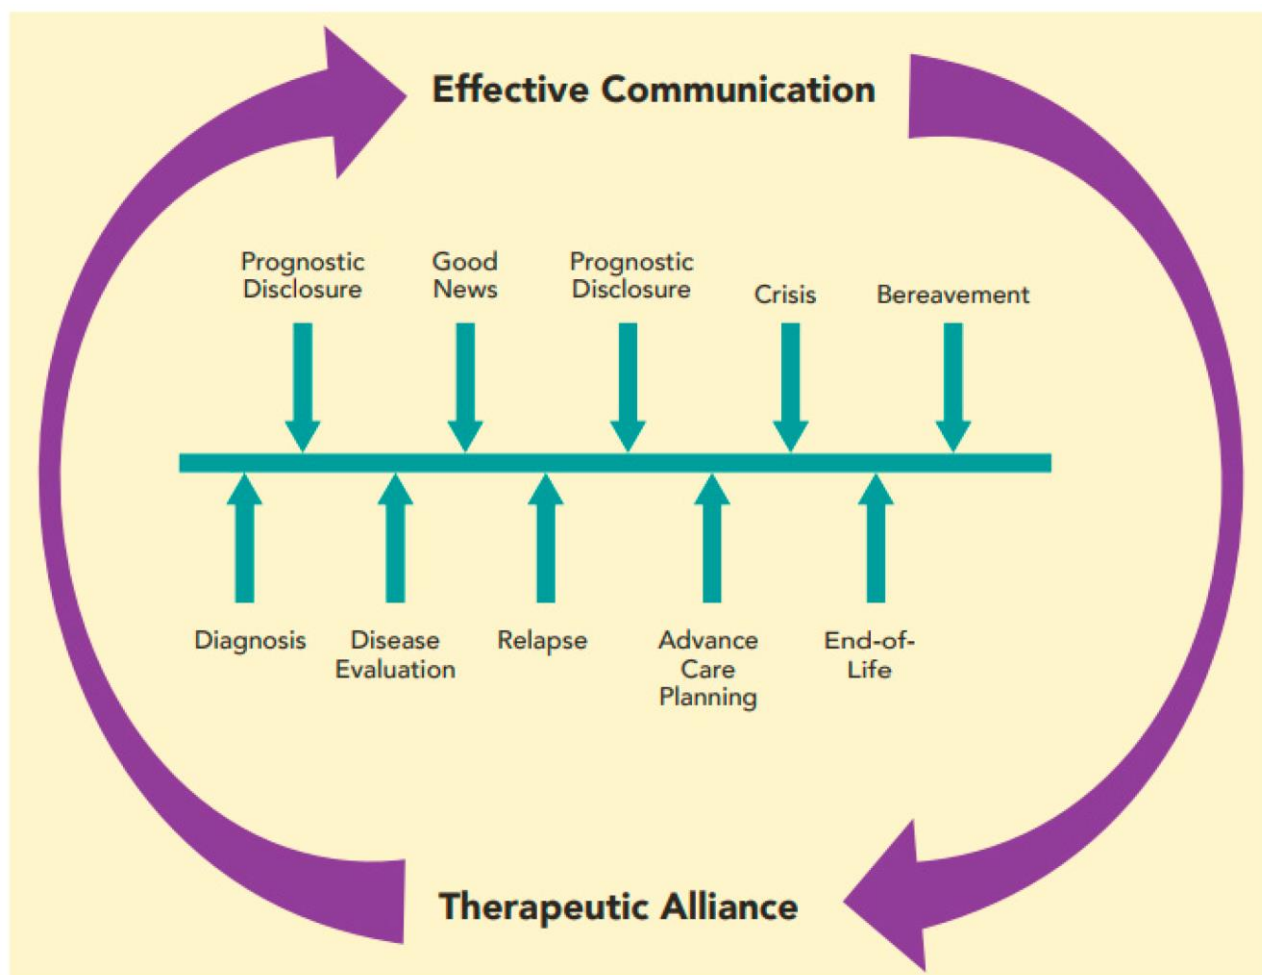 Effective Communication
Prognostic
Disclosure
Good
News
Prognostic
Disclosure
Crisis
Bereavement
Diagnosis
Disease
Evaluation
Relapse
Advance
Care
Planning
End-of-
Life
Therapeutic Alliance